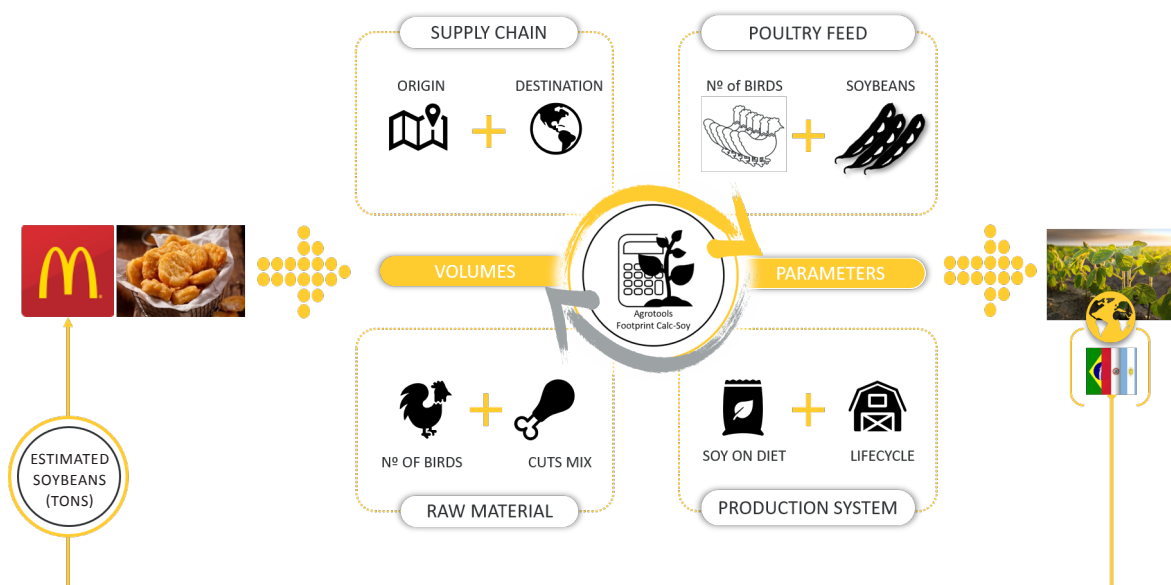 SUPPLY CHAIN
ORIGIN
DESTINATION
POULTRY FEED
Nº of BIRDS
SOYBEANS
VOLUMES
PARAMETERS
Agrotools
Footprint Calc-Soy
Nº OF BIRDS
CUTS MIX
RAW MATERIAL
SOY ON DIET
LIFECYCLE
PRODUCTION SYSTEM
ESTIMATED
SOYBEANS
(TONS)